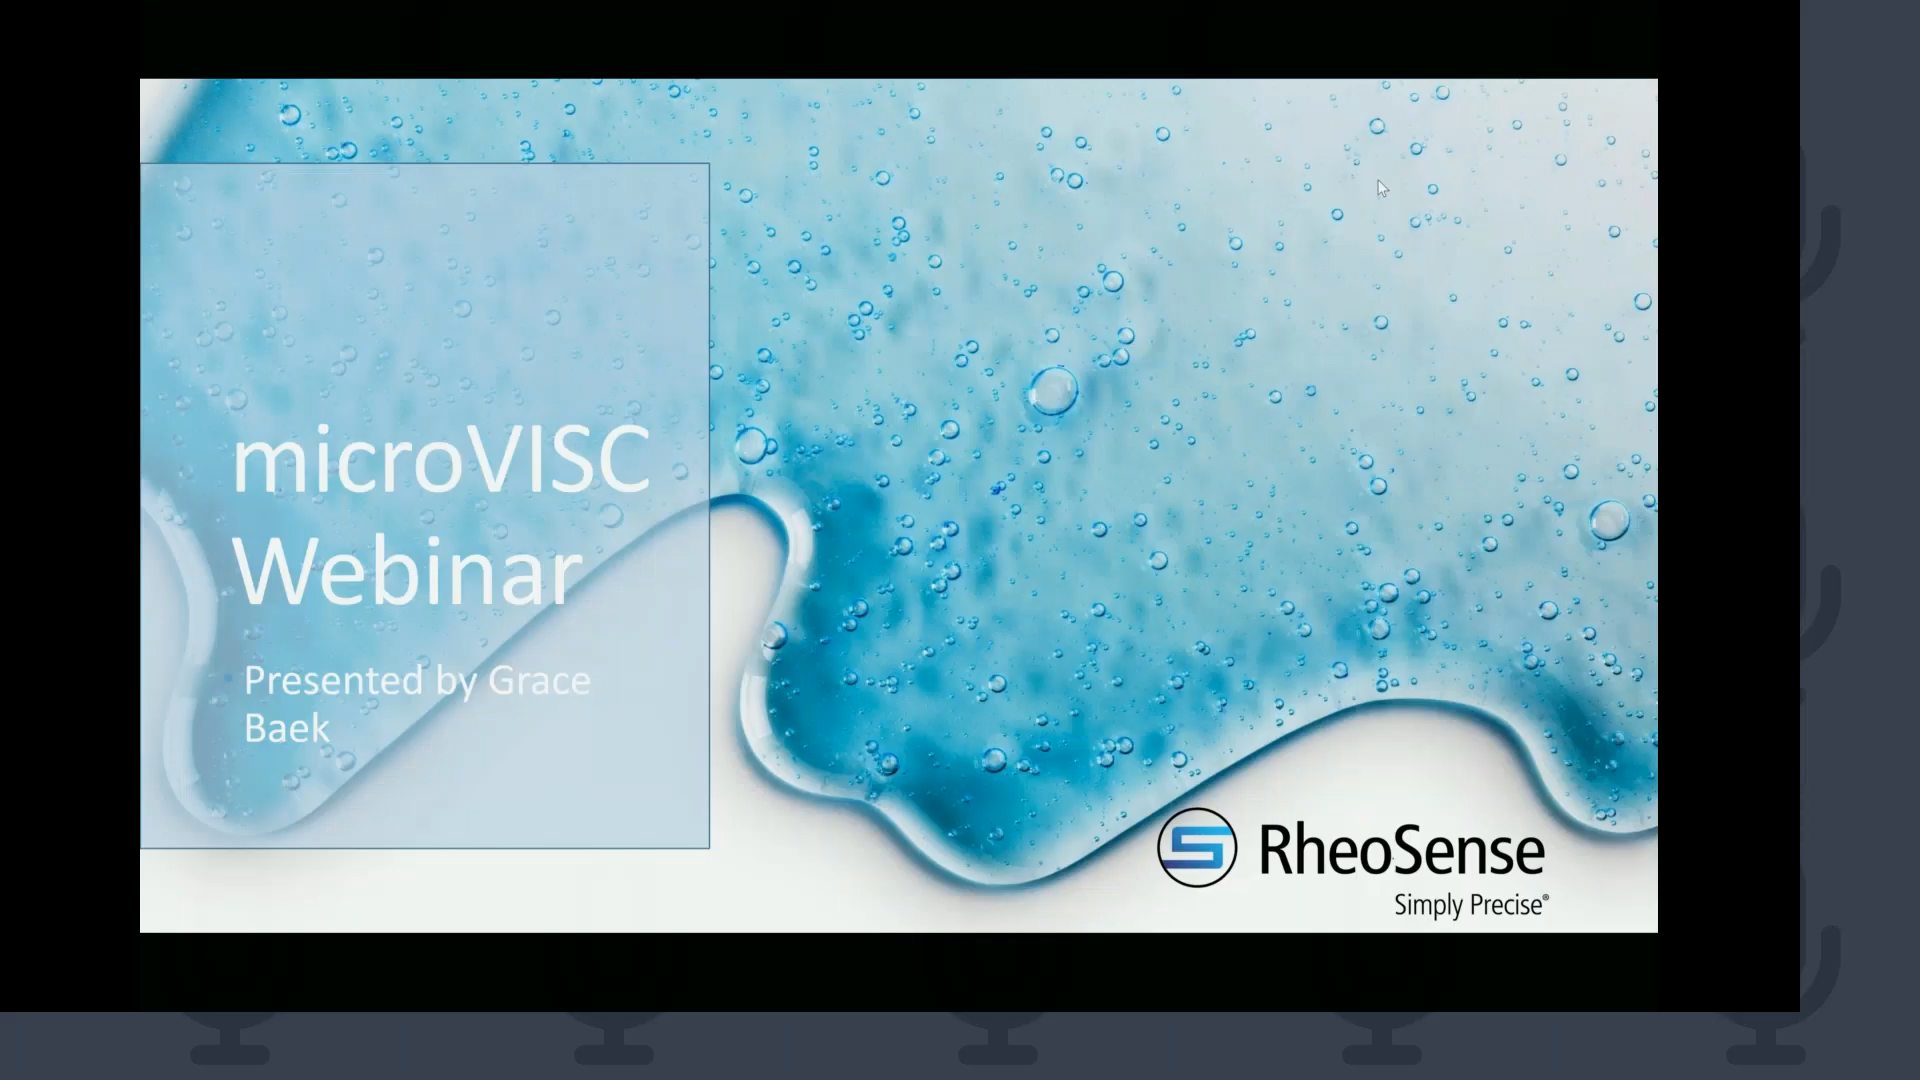 microVISC
Webinar
Presented by Grace
Baek
RheoSense
Simply Precise®